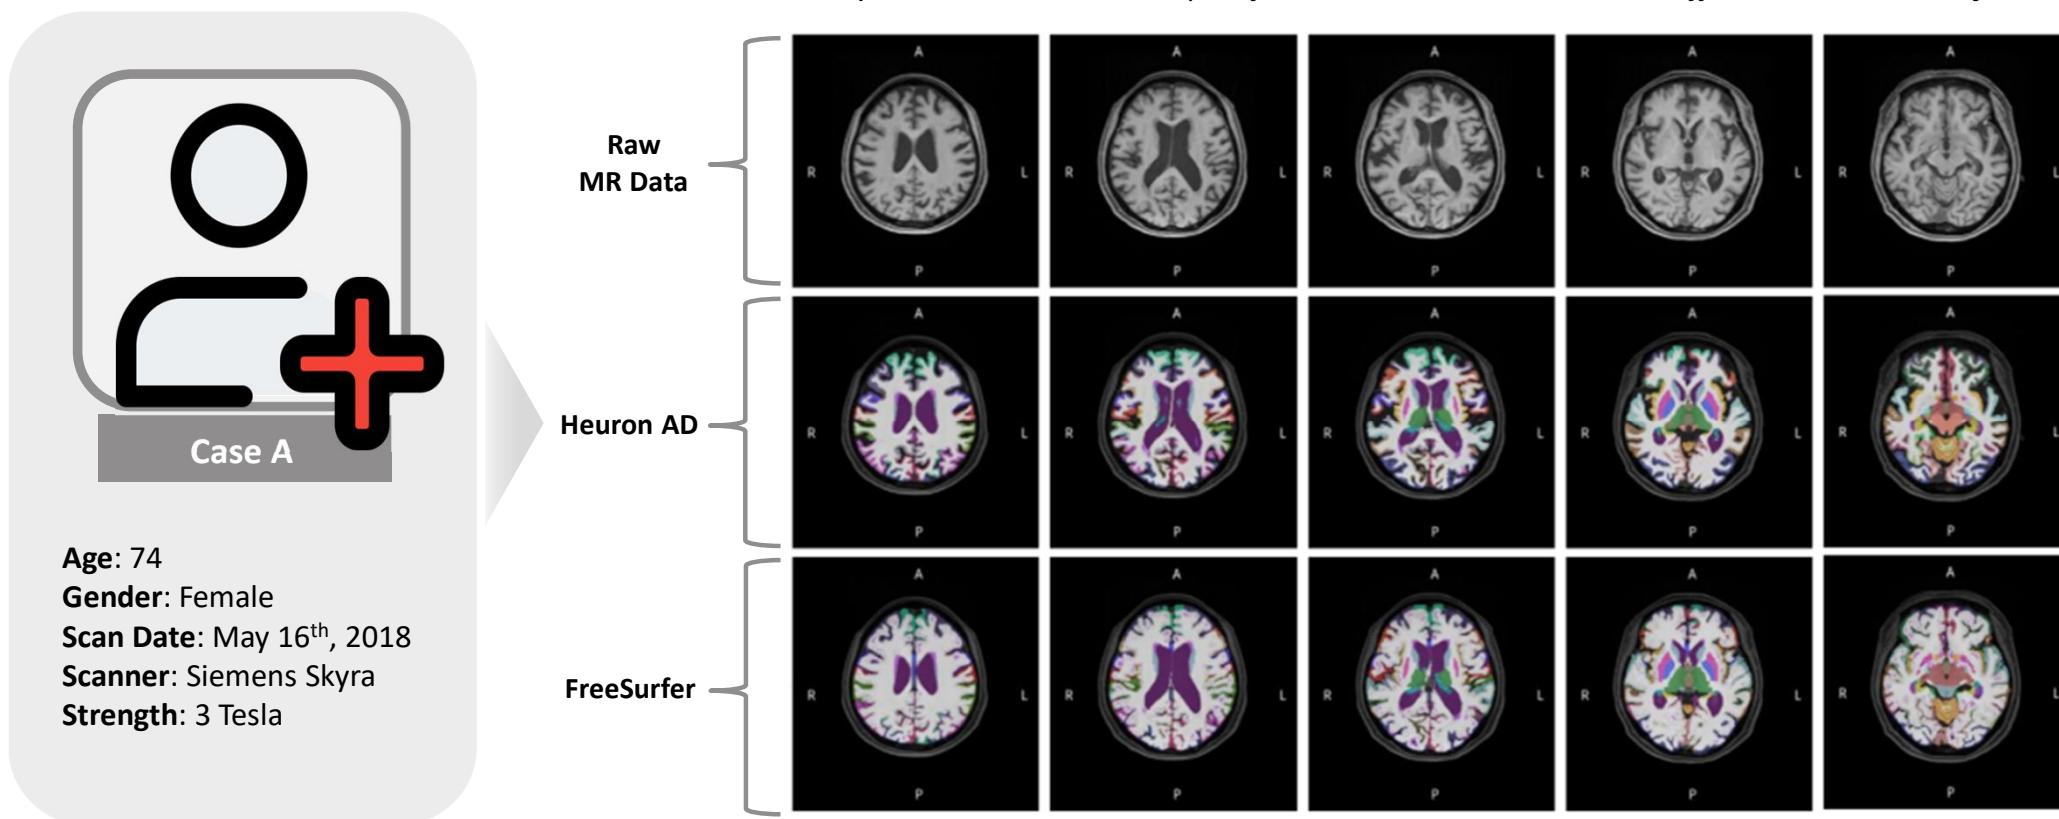 Case A
Age: 74
Gender: Female
Scan Date: May 16th, 2018
Scanner: Siemens Skyra
Strength: 3 Tesla
Raw
MR Data
A A A A A
R L R L R L R L R L
P P P P P
Heuron AD
A A A A A
R L R L R L R L R L
P P P P P
FreeSurfer
A A A A A
R L R L R L R L R L
P P P P P